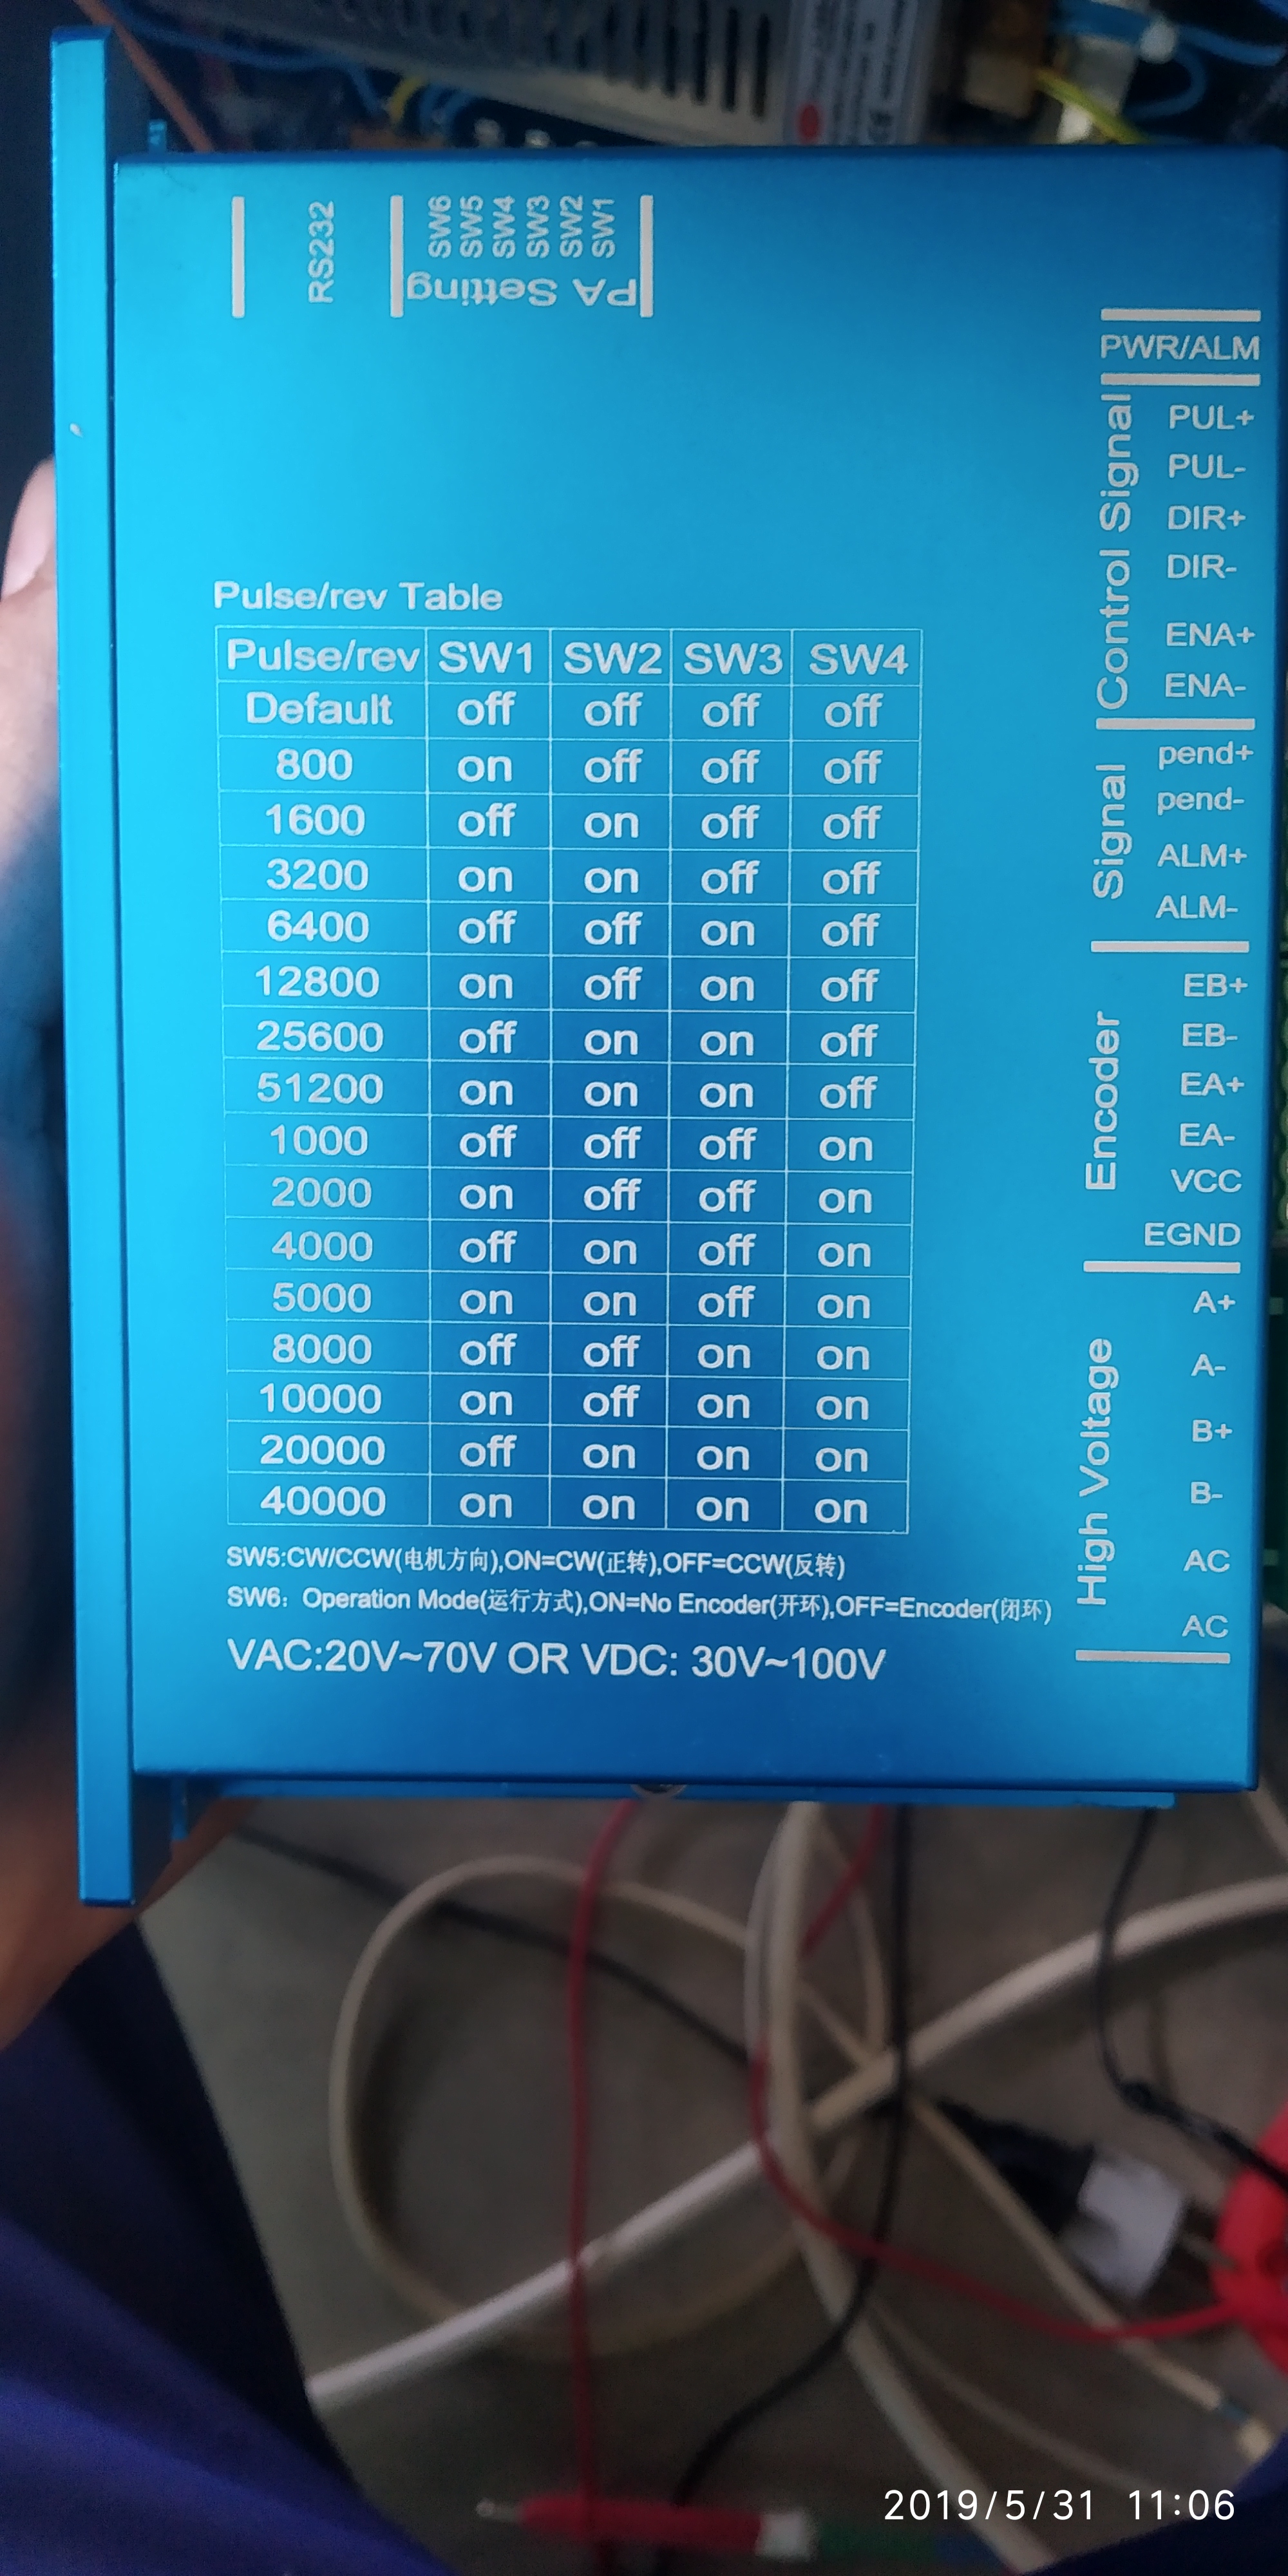 RS232
SW6
SW5
SW4
SW3
SW2
SW1
PA Setting
PWR/ALM
Control Signal
PUL+
PUL-
DIR+
DIR-
ENA+
ENA-
Signal
pend+
pend-
ALM+
ALM-
Encoder
EB+
EB-
EA+
EA-
VCC
EGND
High Voltage
A+
A-
B+
B-
AC
AC
Pulse/rev Table
Pulse/rev SW1 SW2 SW3 SW4
Default off off off off
800 on off off off
1600 off on off off
3200 on on off off
6400 off off on off
12800 on off on off
25600 off on on off
51200 on on on off
1000 off off off on
2000 on off off on
4000 off on off on
5000 on on off on
8000 off off on on
10000 on off on on
20000 off on on on
40000 on on on on
SW5:CW/CCW(电机方向),ON=CW(正转),OFF=CCW(反转)
SW6: Operation Mode(运行方式),ON=No Encoder(开环),OFF=Encoder(闭环)
VAC:20V~70V OR VDC: 30V~100V
2019/5/31 11:06